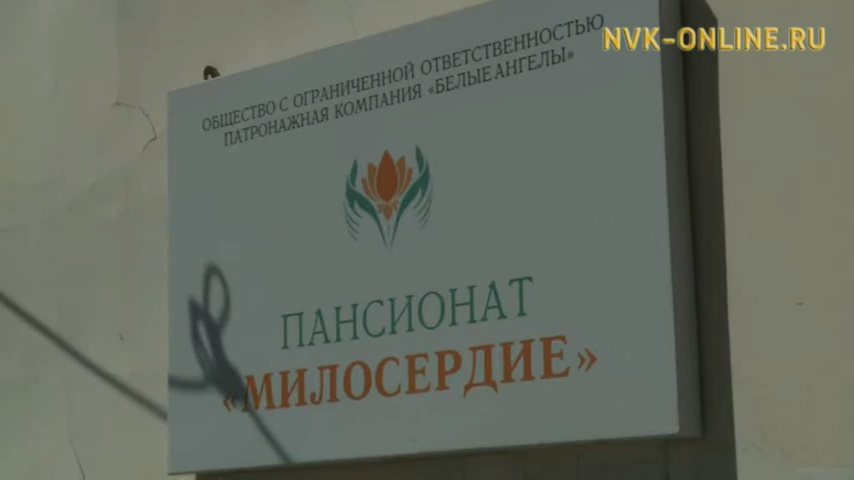 NVK-ONLINE.RU
ОБЩЕСТВО С ОГРАНИЧЕННОЙ ОТВЕТСТВЕННОСТЬЮ
ПАТРОНАЖНАЯ КОМПАНИЯ «БЕЛЫЕ АНГЕЛЫ»
ПАНСИОНАТ
«МИЛОСЕРДИЕ»